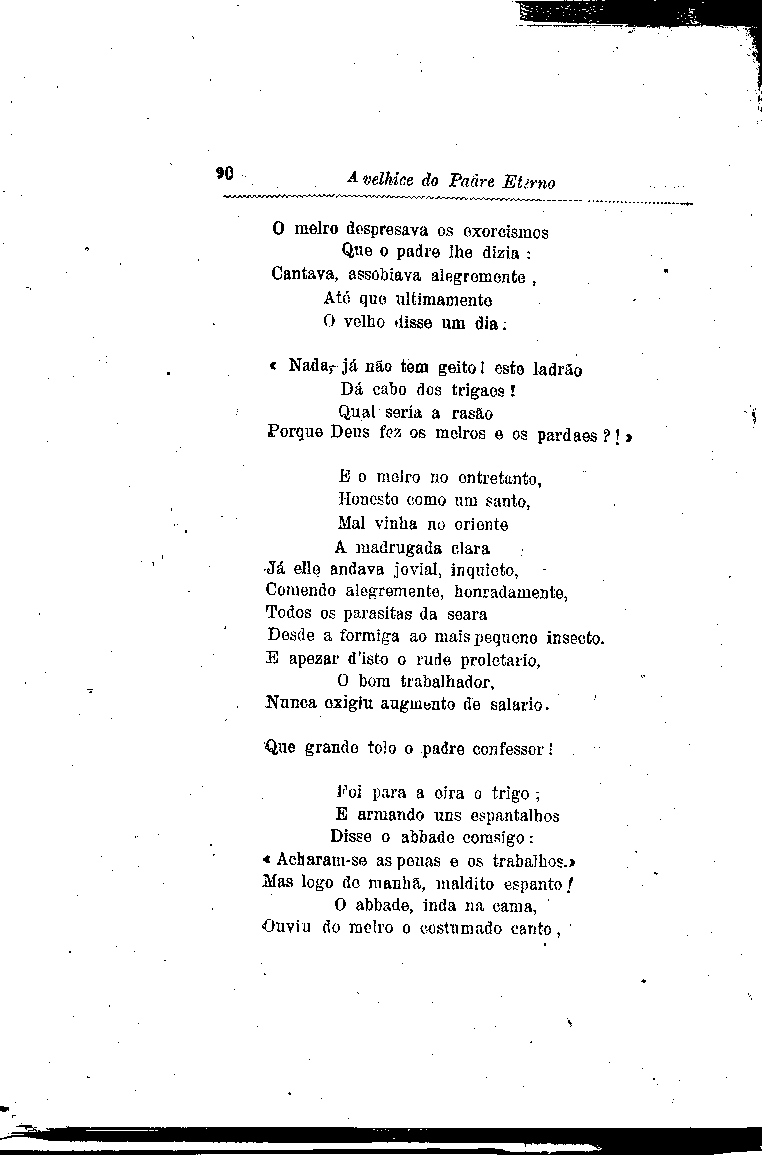 90
A velhice do Padre Eterno
O melro despresava os exorcismos
Que o padre lhe dizia :
Cantava, assobiava alegremente ,
Até que ultimamente
O velho disse um dia :
« Nada, já não tem geito ! este ladrão
Dá cabo dos trigaes !
Qual seria a rasão
Porque Deus fez os melros e os pardaes ? ! »
E o melro no entretanto,
Honesto como um santo,
Mal vinha no oriente
A madrugada clara
Já elle andava jovial, inquieto,
Comendo alegremente, honradamente,
Todos os parasitas da seara
Desde a formiga ao mais pequeno insecto.
E apezar d'isto o rude proletario,
O bom trabalhador,
Nunca exigiu augmento de salario.
Que grande tolo o padre confessor !
Foi para a eira o trigo ;
E armando uns espantalhos
Disse o abbade comsigo :
« Acharam-se as penas e os trabalhos.»
Mas logo de manhã, maldito espanto !
O abbade, inda na cama,
Ouviu do melro o costumado canto ,